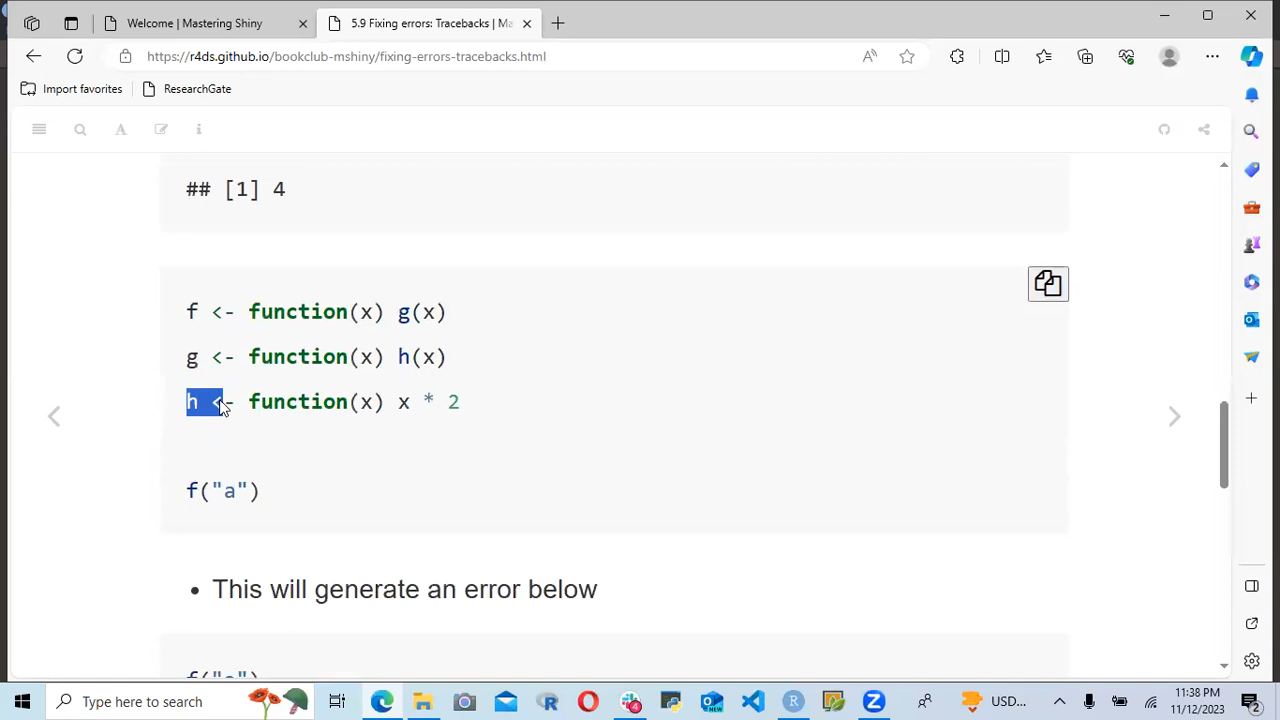 Welcome | Mastering Shiny
5.9 Fixing errors: Tracebacks | Ma
https://r4ds.github.io/bookclub-mshiny/fixing-errors-tracebacks.html
Import favorites
ResearchGate
## [1] 4
f <- function(x) g(x)
g <- function(x) h(x)
h <- function(x) x * 2
f("a")
• This will generate an error below
f("a")
Type here to search
USD...
11:38 PM
11/12/2023